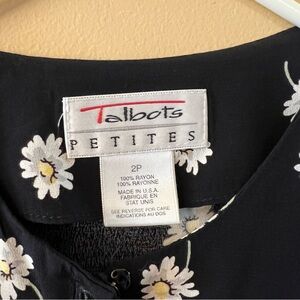 Talbots
PETITES
2P
100% RAYON
100% RAYONNE
MADE IN U.S.A.
FABRIQUE EN
STAT UNIS
SEE REVERSE FOR CARE
INDICATIONS AU DOS